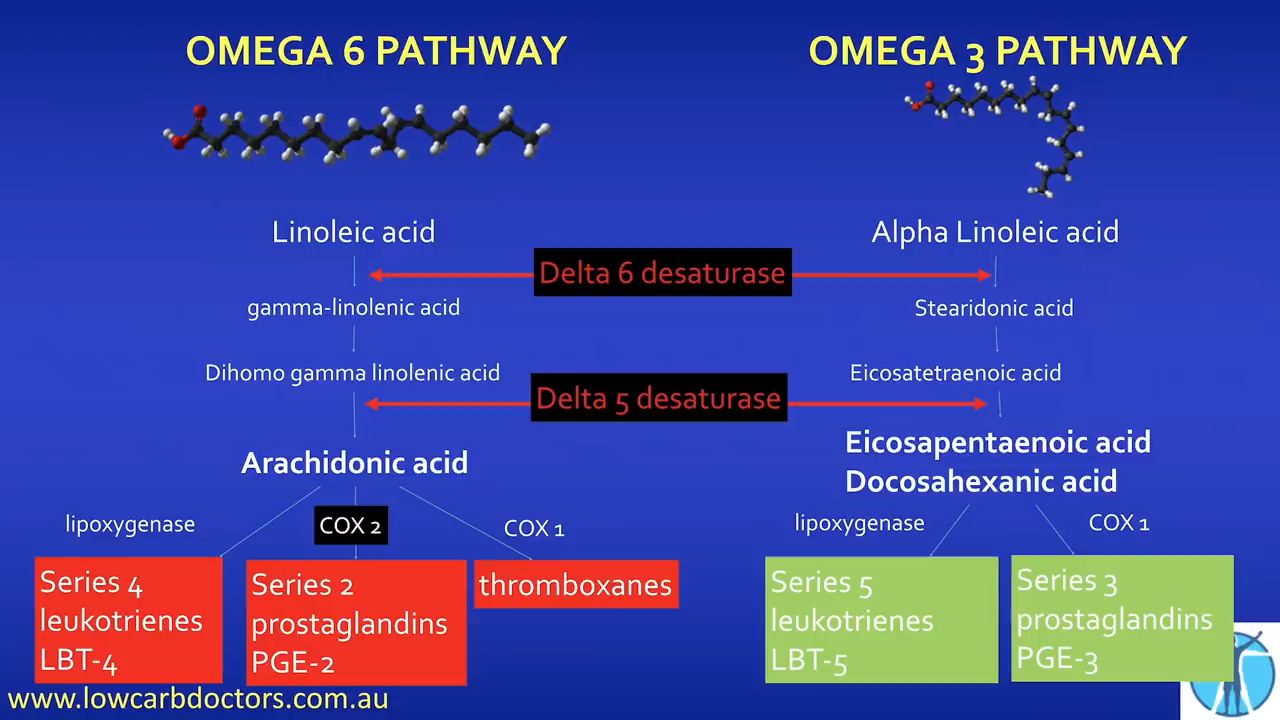 OMEGA 6 PATHWAY
OMEGA 3 PATHWAY
Linoleic acid
Alpha Linoleic acid
Delta 6 desaturase
gamma-linolenic acid
Stearidonic acid
Dihomo gamma linolenic acid
Eicosatetraenoic acid
Delta 5 desaturase
Arachidonic acid
Eicosapentaenoic acid
Docosahexanic acid
lipoxygenase
COX 2
COX 1
lipoxygenase
COX 1
Series 4
leukotrienes
LBT-4
Series 2
prostaglandins
PGE-2
thromboxanes
Series 5
leukotrienes
LBT-5
Series 3
prostaglandins
PGE-3
www.lowcarbdoctors.com.au